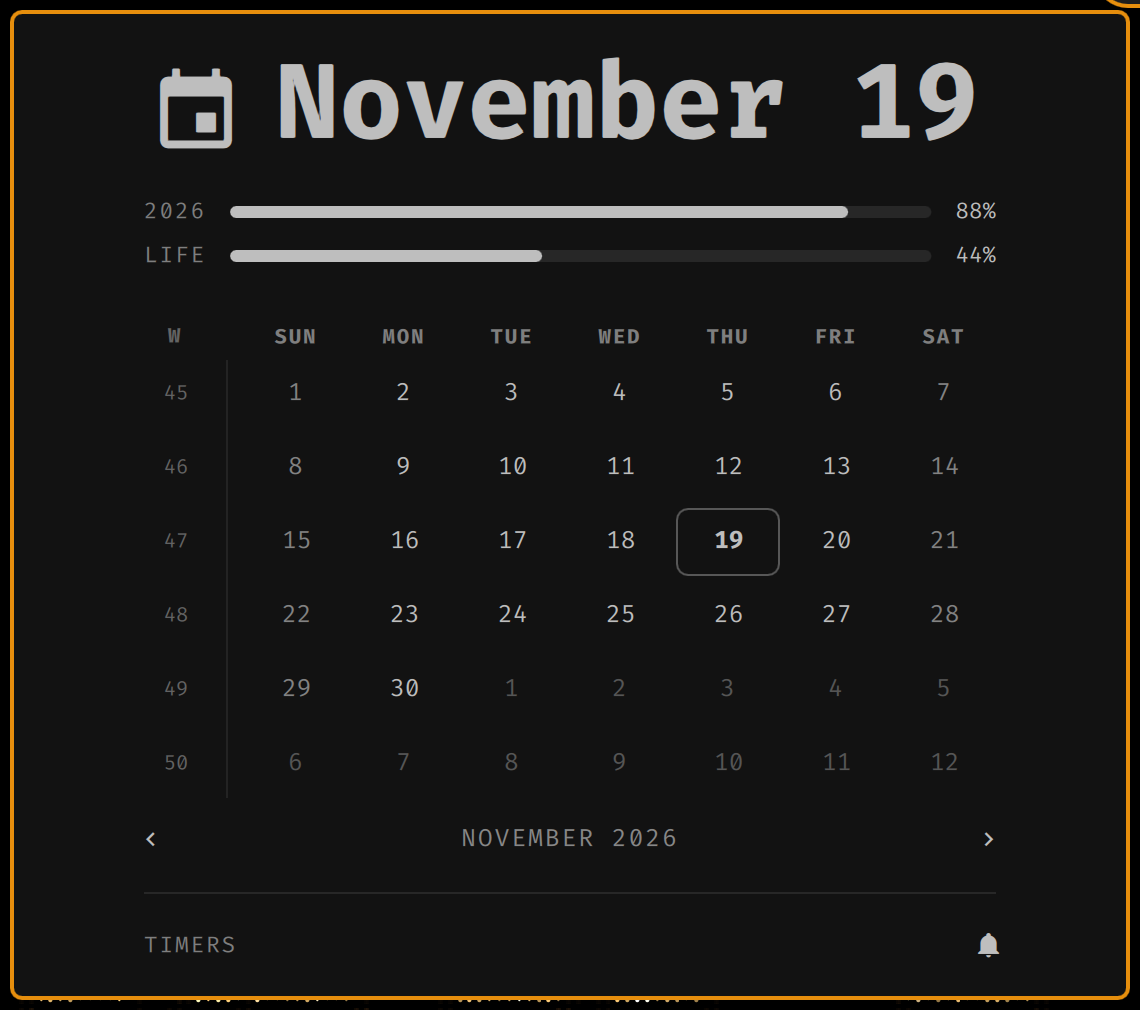 November 19
2026 88%
LIFE 44%
W SUN MON TUE WED THU FRI SAT
45 1 2 3 4 5 6 7
46 8 9 10 11 12 13 14
47 15 16 17 18 19 20 21
48 22 23 24 25 26 27 28
49 29 30 1 2 3 4 5
50 6 7 8 9 10 11 12
‹ NOVEMBER 2026 ›
TIMERS